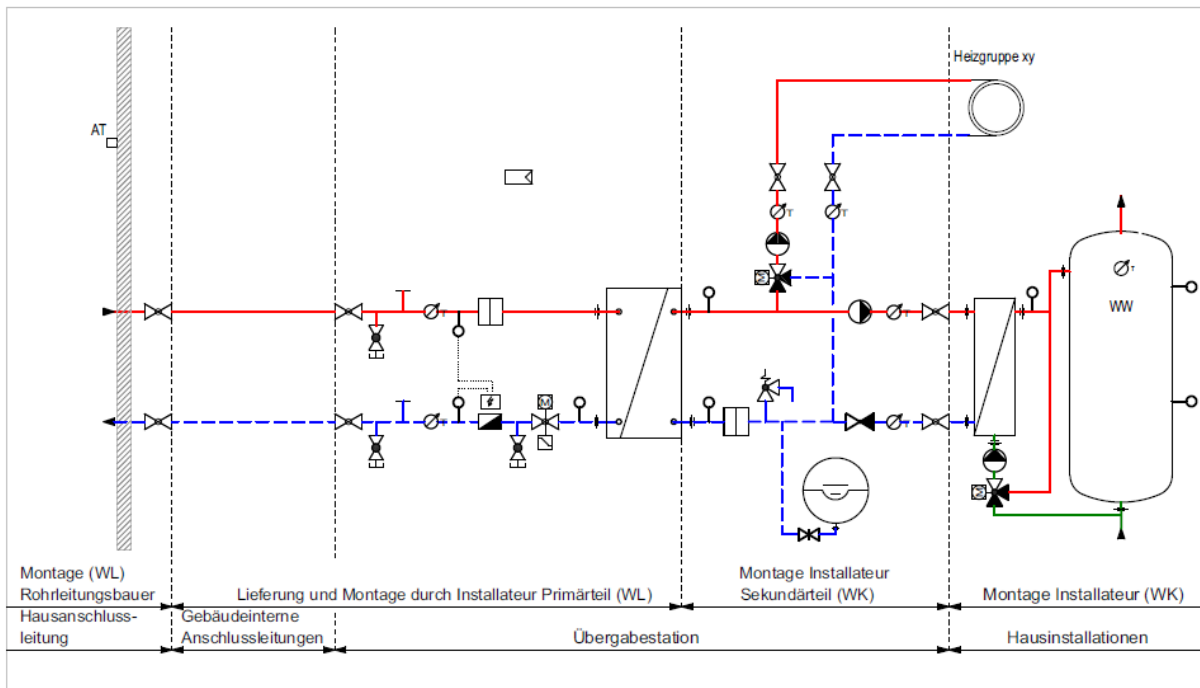 Heizgruppe xy
AT
T
T
M
T
T
WW
T
T
M
T
T
M
Montage (WL)
Rohrleitungsbauer
Lieferung und Montage durch Installateur Primärteil (WL)
Montage Installateur
Sekundärteil (WK)
Montage Installateur (WK)
Hausanschluss-
leitung
Gebäudeinterne
Anschlussleitungen
Übergabestation
Hausinstallationen